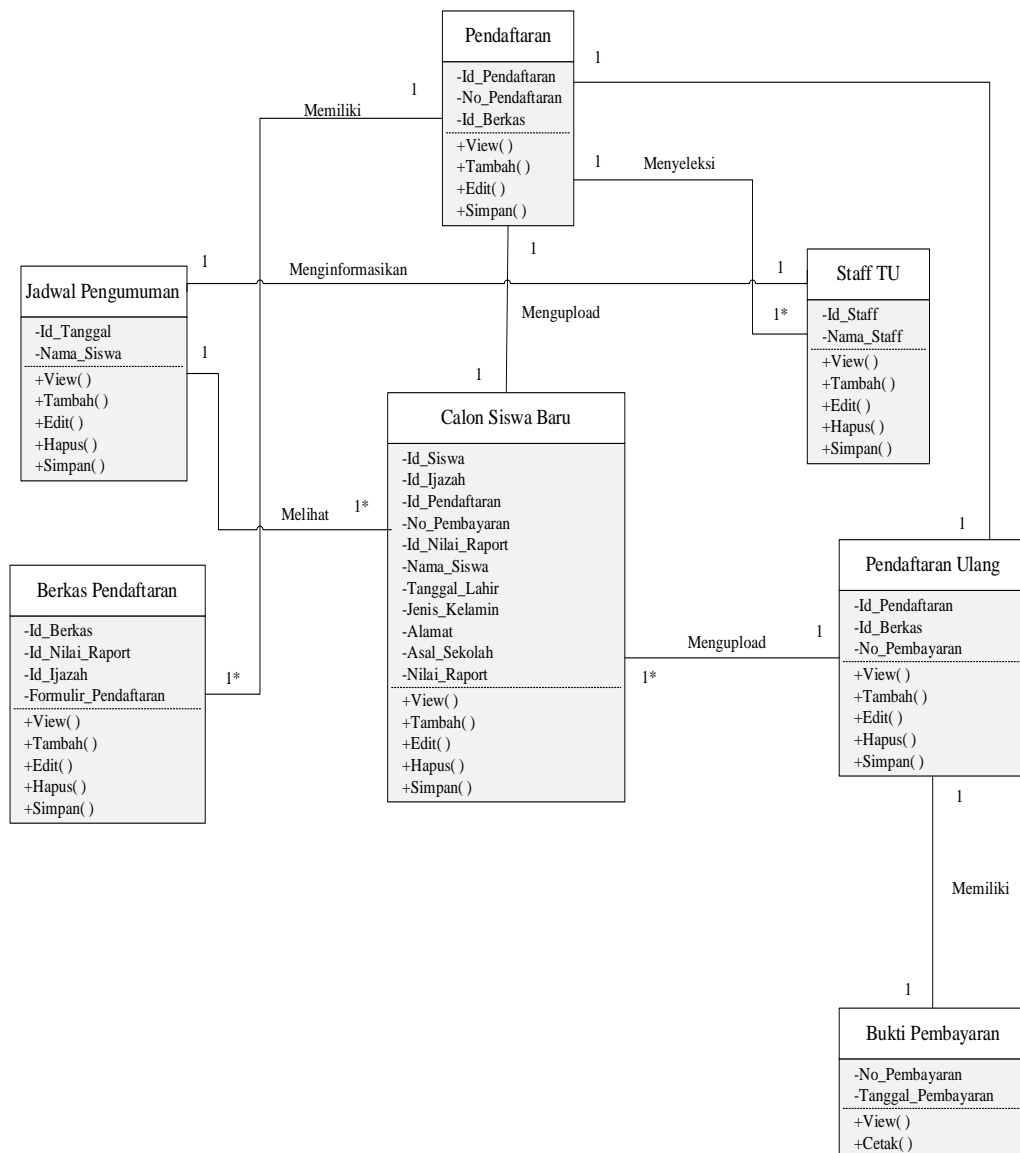 Pendaftaran
-Id_Pendaftaran
-No_Pendaftaran
-Id_Berkas
+View( )
+Tambah( )
+Edit( )
+Simpan( )
1
1
Memiliki
1
Menyeleksi
1
Mengupload
1
1
Menginformasikan
1
1*
Jadwal Pengumuman
-Id_Tanggal
-Nama_Siswa
+View( )
+Tambah( )
+Edit( )
+Hapus( )
+Simpan( )
1
Melihat
1*
Staff TU
-Id_Staff
-Nama_Staff
+View( )
+Tambah( )
+Edit( )
+Hapus( )
+Simpan( )
Calon Siswa Baru
-Id_Siswa
-Id_Ijazah
-Id_Pendaftaran
-No_Pembayaran
-Id_Nilai_Raport
-Nama_Siswa
-Tanggal_Lahir
-Jenis_Kelamin
-Alamat
-Asal_Sekolah
-Nilai_Raport
+View( )
+Tambah( )
+Edit( )
+Hapus( )
+Simpan( )
Berkas Pendaftaran
-Id_Berkas
-Id_Nilai_Raport
-Id_Ijazah
-Formulir_Pendaftaran
+View( )
+Tambah( )
+Edit( )
+Hapus( )
+Simpan( )
1*
Mengupload
1
1*
1
Pendaftaran Ulang
-Id_Pendaftaran
-Id_Berkas
-No_Pembayaran
+View( )
+Tambah( )
+Edit( )
+Hapus( )
+Simpan( )
1
Memiliki
1
Bukti Pembayaran
-No_Pembayaran
-Tanggal_Pembayaran
+View( )
+Cetak( )